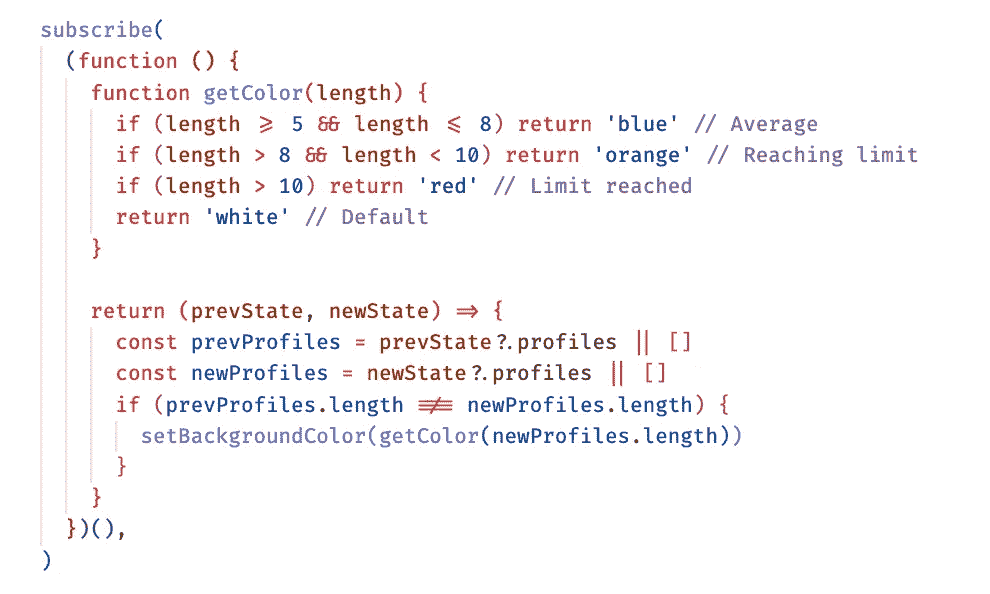 subscribe(
  (function () {
    function getColor(length) {
      if (length >= 5 && length <= 8) return 'blue' // Average
      if (length > 8 && length < 10) return 'orange' // Reaching limit
      if (length > 10) return 'red' // Limit reached
      return 'white' // Default
    }

    return (prevState, newState) => {
      const prevProfiles = prevState?.profiles || []
      const newProfiles = newState?.profiles || []
      if (prevProfiles.length !== newProfiles.length) {
        setBackgroundColor(getColor(newProfiles.length))
      }
    }
  })(),
)